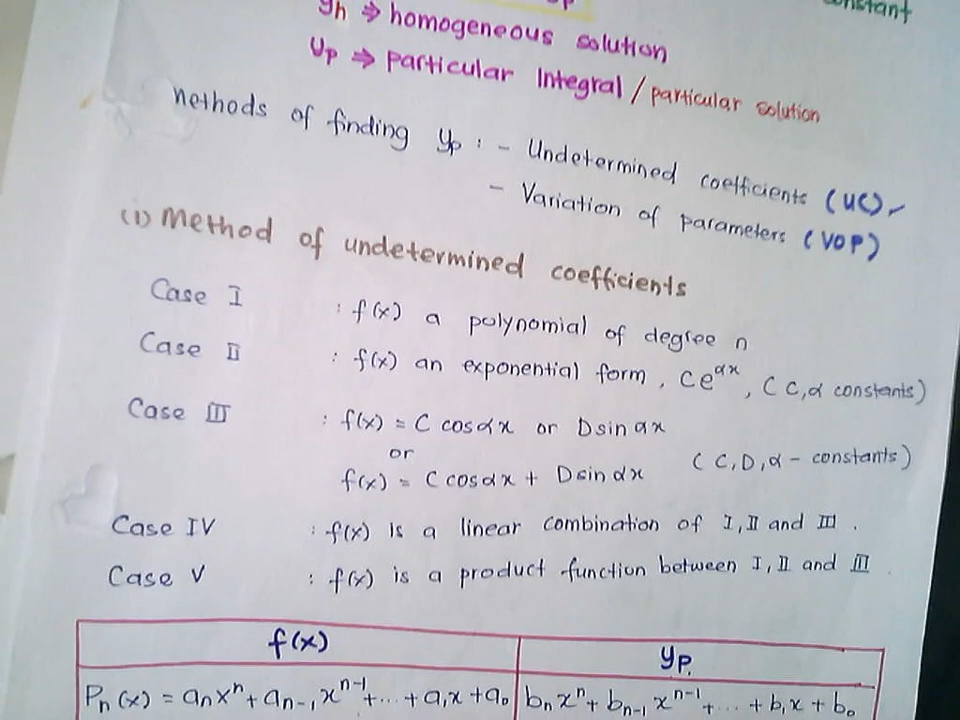 yh ⇒ homogeneous solution
yp ⇒ particular Integral / particular solution
Methods of finding yp : - Undetermined coefficients (UC)
- Variation of parameters (VOP)
(1) Method of undetermined coefficients
Case I : f(x) a polynomial of degree n
Case II : f(x) an exponential form, Ce^αx, (C,α constants)
Case III : f(x) = C cosαx or D sin αx
or (C,D,α - constants)
f(x) = C cosαx + D sin αx
Case IV : f(x) is a linear combination of I, II and III .
Case V : f(x) is a product function between I, II and III .
f(x) yp.
Pn(x) = anx^n + an-1 x^n-1 + ... + a1x + a0 bnx^n + bn-1 x^n-1 + ... + b1x + b0